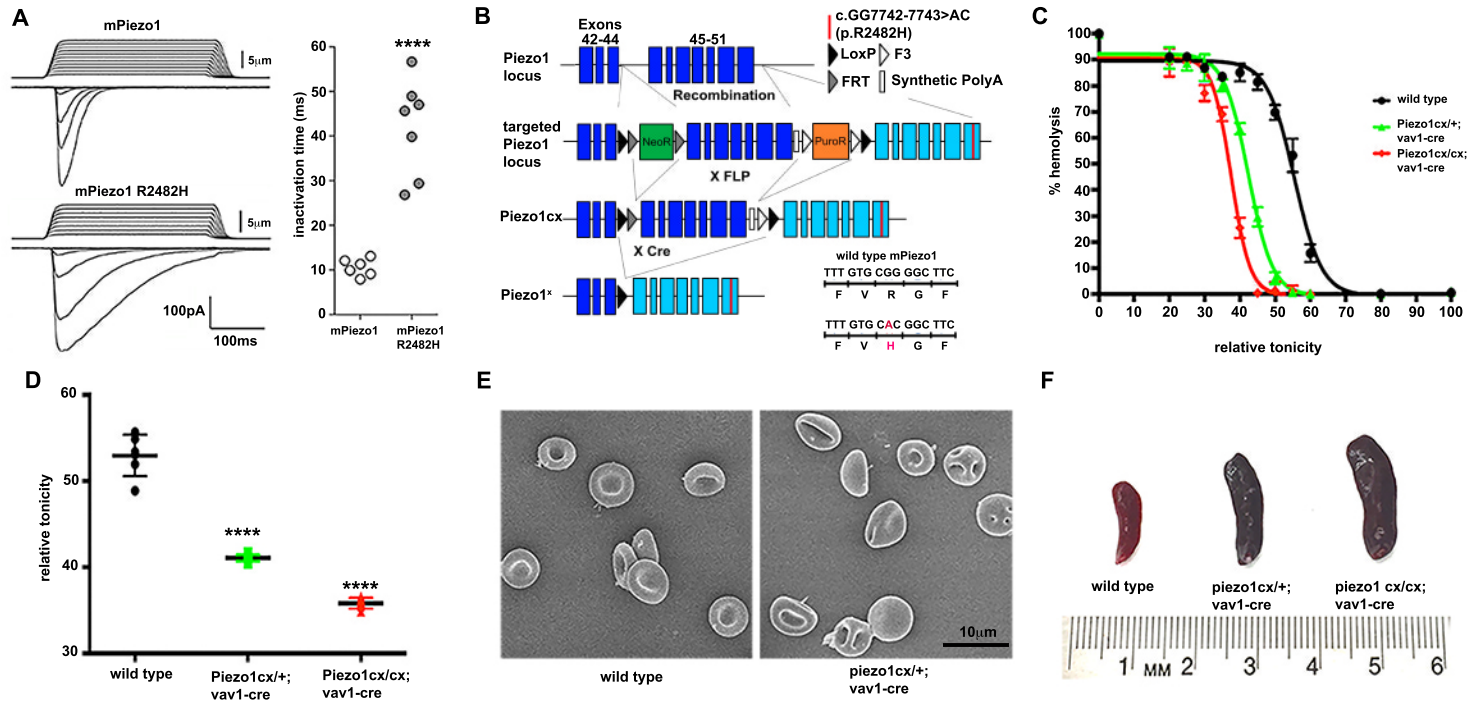 A
mPiezo1
5μm
mPiezo1 R2482H
5μm
100pA
100ms
inactivation time (ms)
60
50
40
30
20
10
0
****
mPiezo1
mPiezo1
R2482H
B
Exons
42-44
45-51
Piezo1
locus
Recombination
c.GG7742-7743>AC
(p.R2482H)
LoxP
F3
FRT
Synthetic PolyA
targeted
Piezo1
locus
NeoR
PuroR
X FLP
Piezo1cx
X Cre
Piezo1x
wild type mPiezo1
TTT GTG CGG GGC TTC
F V R G F
TTT GTG CAC GGC TTC
F V H G F
C
% hemolysis
100
90
80
70
60
50
40
30
20
10
0
0 10 20 30 40 50 60 70 80 90 100
relative tonicity
wild type
Piezo1cx/+;
vav1-cre
Piezo1cx/cx;
vav1-cre
D
relative tonicity
60
50
40
30
****
****
wild type
Piezo1cx/+;
vav1-cre
Piezo1cx/cx;
vav1-cre
E
10μm
wild type
piezo1cx/+;
vav1-cre
F
wild type
piezo1cx/+;
vav1-cre
piezo1 cx/cx;
vav1-cre
1 MM 2 3 4 5 6